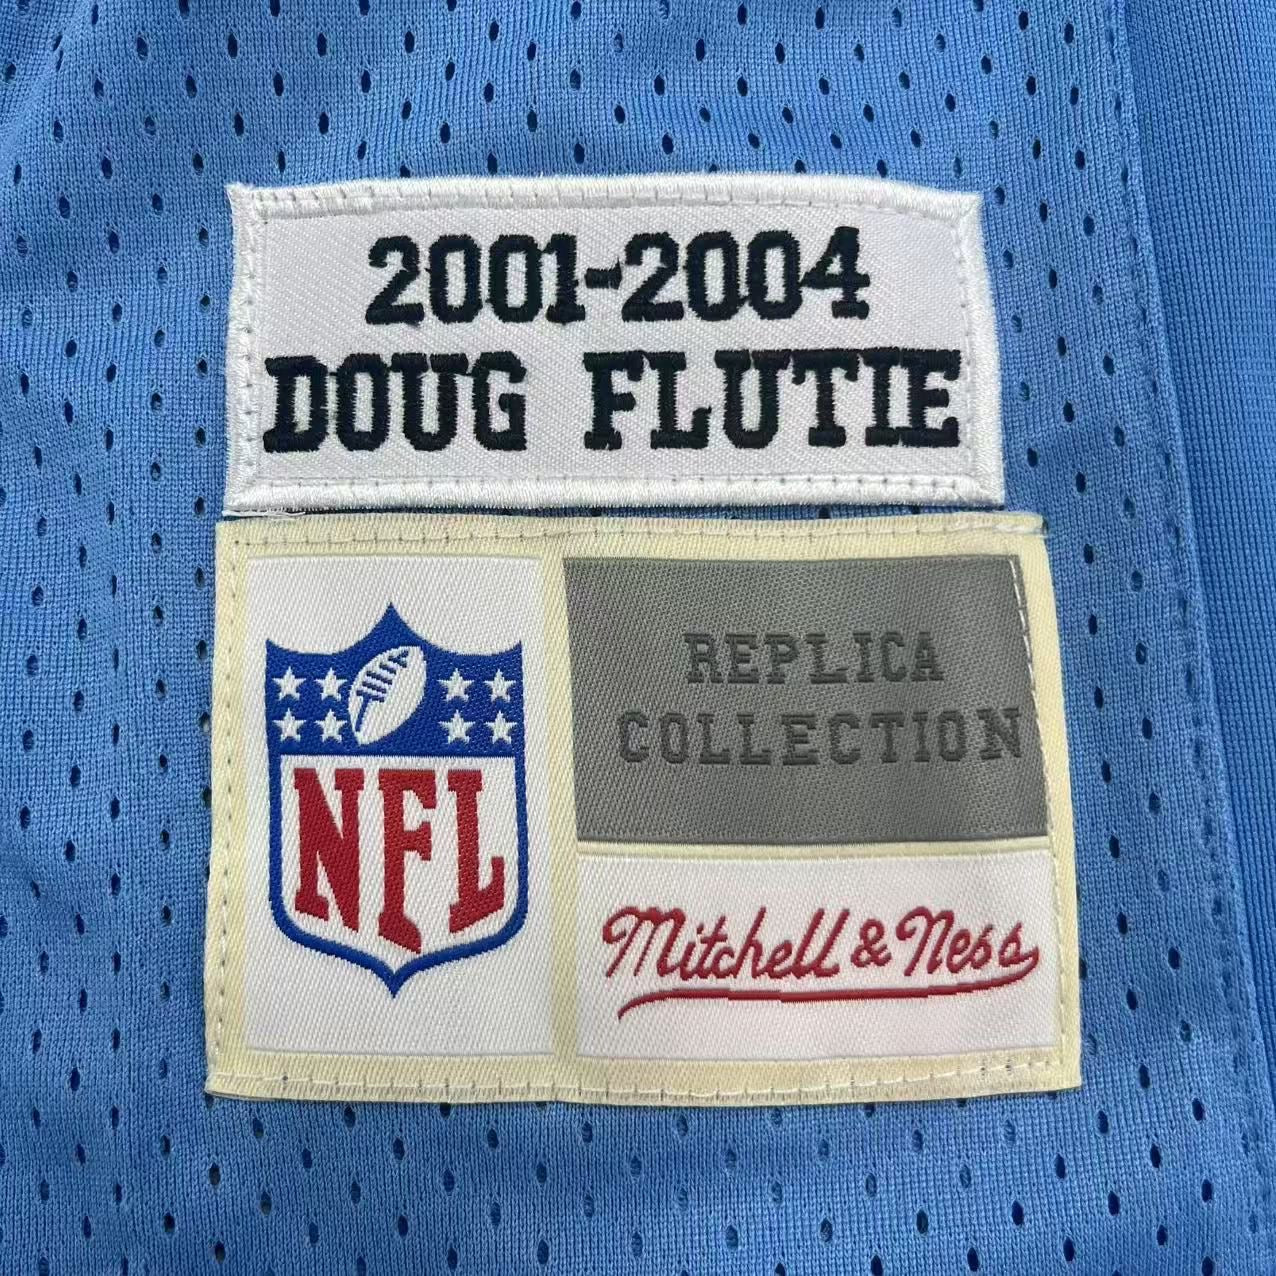 2001-2004
DOUG FLUTIE
NFL
REPLICA
COLLECTION
Mitchell & Ness